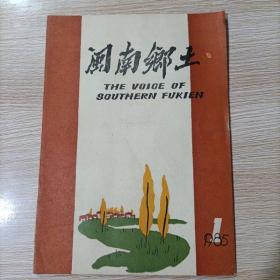 闽南鄉土
THE VOICE OF
SOUTHERN FUKIEN
1
1985